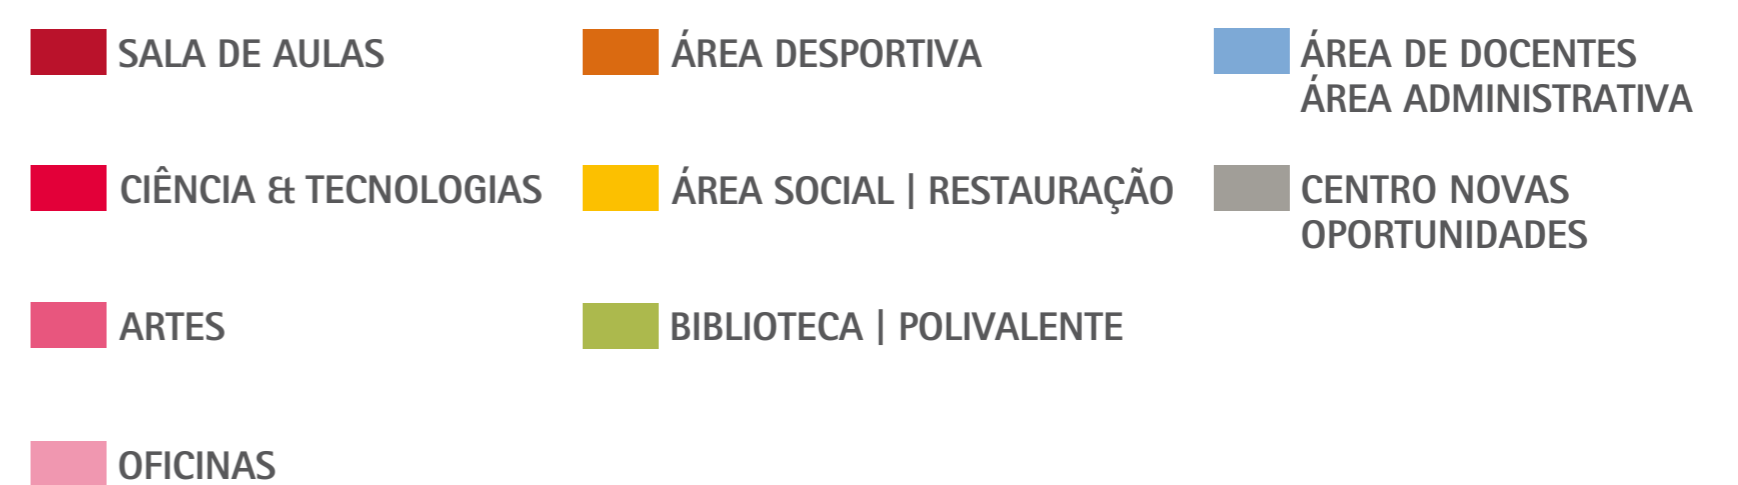 SALA DE AULAS
CIÊNCIA & TECNOLOGIAS
ARTES
OFICINAS
ÁREA DESPORTIVA
ÁREA SOCIAL | RESTAURAÇÃO
BIBLIOTECA | POLIVALENTE
ÁREA DE DOCENTES
ÁREA ADMINISTRATIVA
CENTRO NOVAS
OPORTUNIDADES